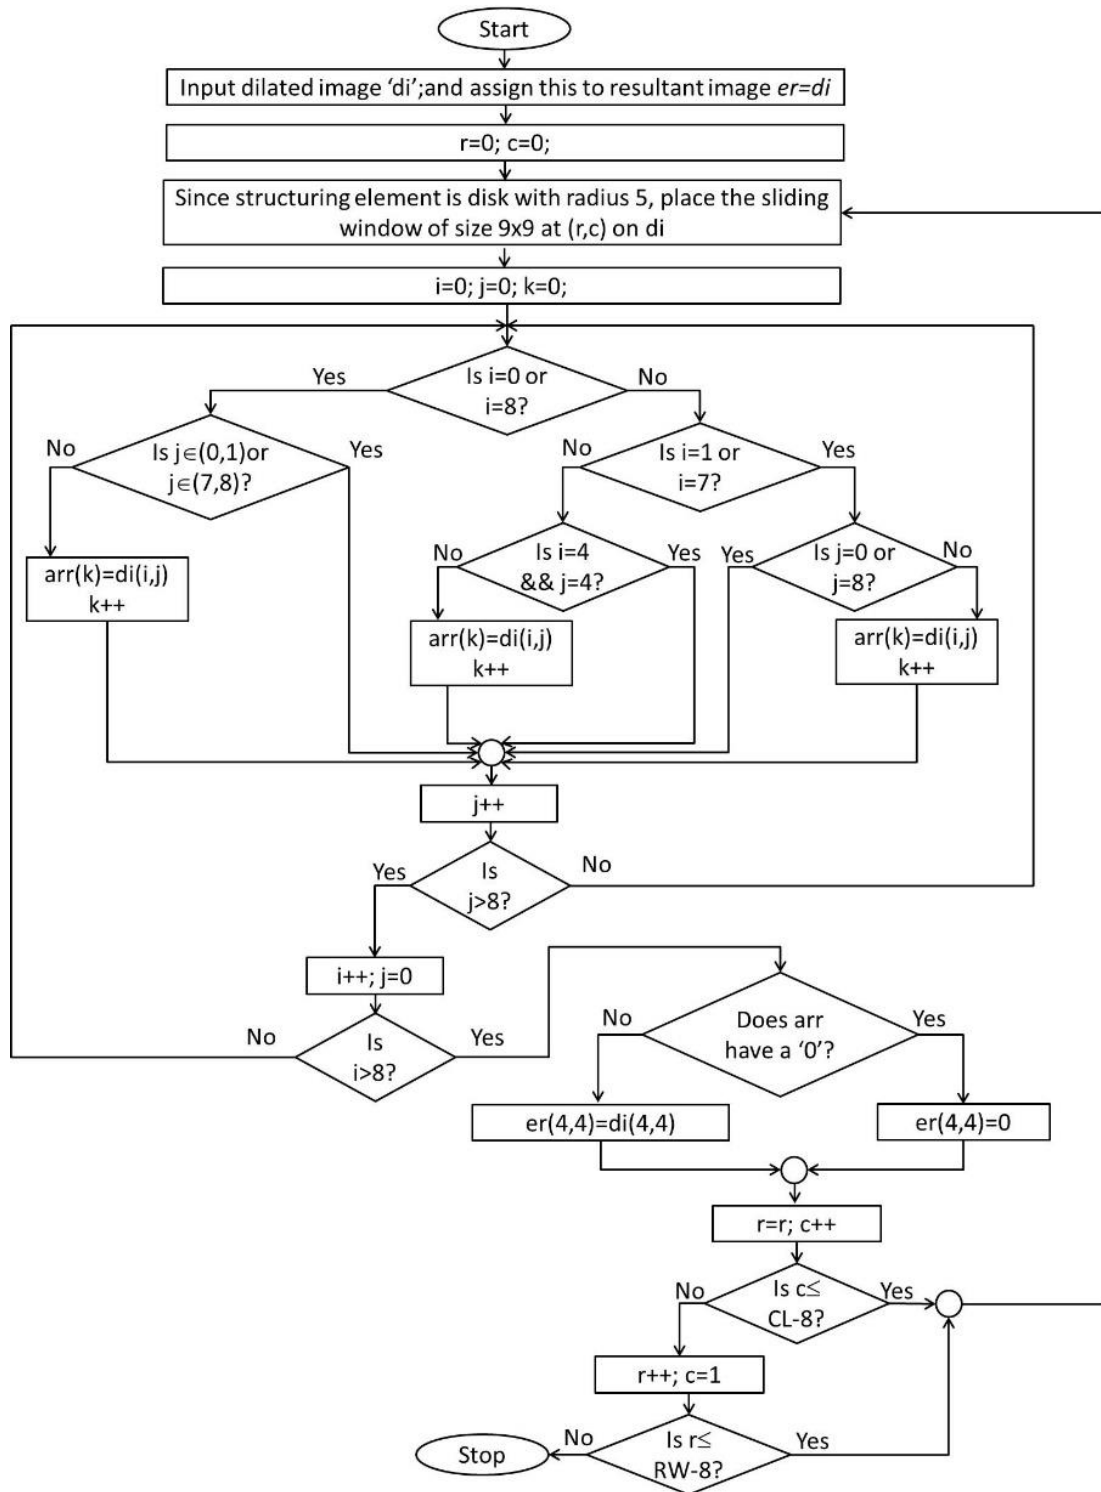 Start
Input dilated image ‘di’;and assign this to resultant image er=di
r=0; c=0;
Since structuring element is disk with radius 5, place the sliding
window of size 9x9 at (r,c) on di
i=0; j=0; k=0;
Yes
Is i=0 or
i=8?
No
No
Is j∈(0,1)or
j∈(7,8)?
Yes
No
Is i=1 or
i=7?
Yes
arr(k)=di(i,j)
k++
No
Is i=4
&& j=4?
Yes
Yes
Is j=0 or
j=8?
No
arr(k)=di(i,j)
k++
arr(k)=di(i,j)
k++
j++
Yes
Is
j>8?
No
i++; j=0
No
Is
i>8?
Yes
No
Does arr
have a ‘0’?
Yes
er(4,4)=di(4,4)
er(4,4)=0
r=r; c++
No
Is c≤
CL-8?
Yes
r++; c=1
Stop
No
Is r≤
RW-8?
Yes